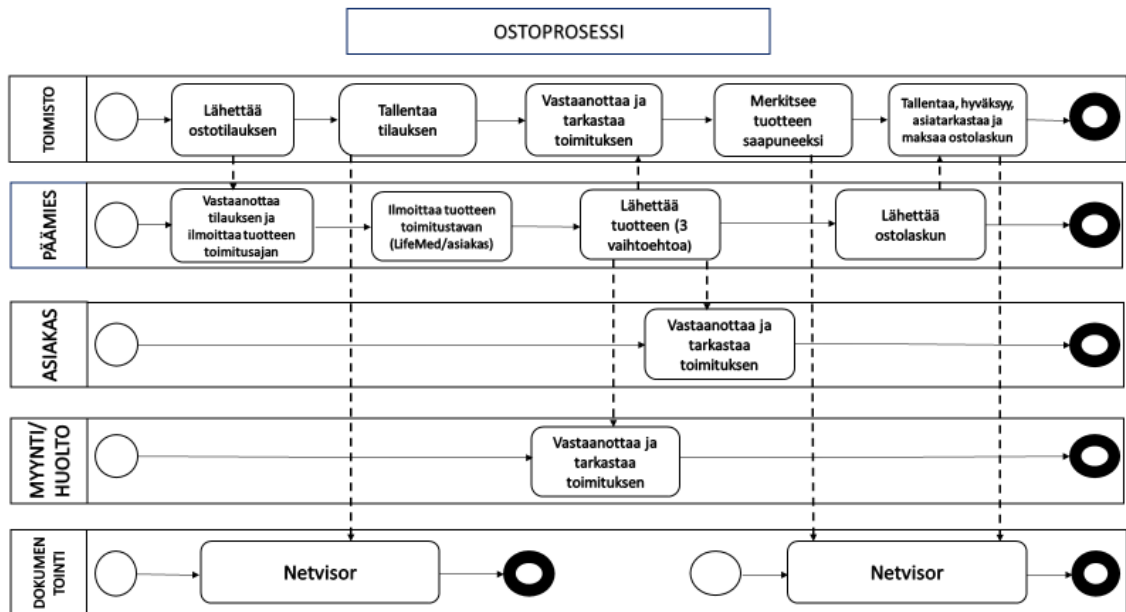 OSTOPROSESSI
TOIMISTO
Lähettää
ostotilauksen
Tallentaa
tilauksen
Vastaanottaa ja
tarkastaa
toimituksen
Merkitsee
tuotteen
saapuneeksi
Tallentaa, hyväksyy,
asiatarkastaa ja
maksaa ostolaskun
PÄÄMIES
Vastaanottaa
tilauksen ja
ilmoittaa tuotteen
toimitusajan
Ilmoittaa tuotteen
toimitustavan
(LifeMed/asiakas)
Lähettää
tuotteen (3
vaihtoehtoa)
Lähettää
ostolaskun
ASIAKAS
Vastaanottaa ja
tarkastaa
toimituksen
MYYNTI/
HUOLTO
Vastaanottaa ja
tarkastaa
toimituksen
DOKUMEN
TOINTI
Netvisor
Netvisor